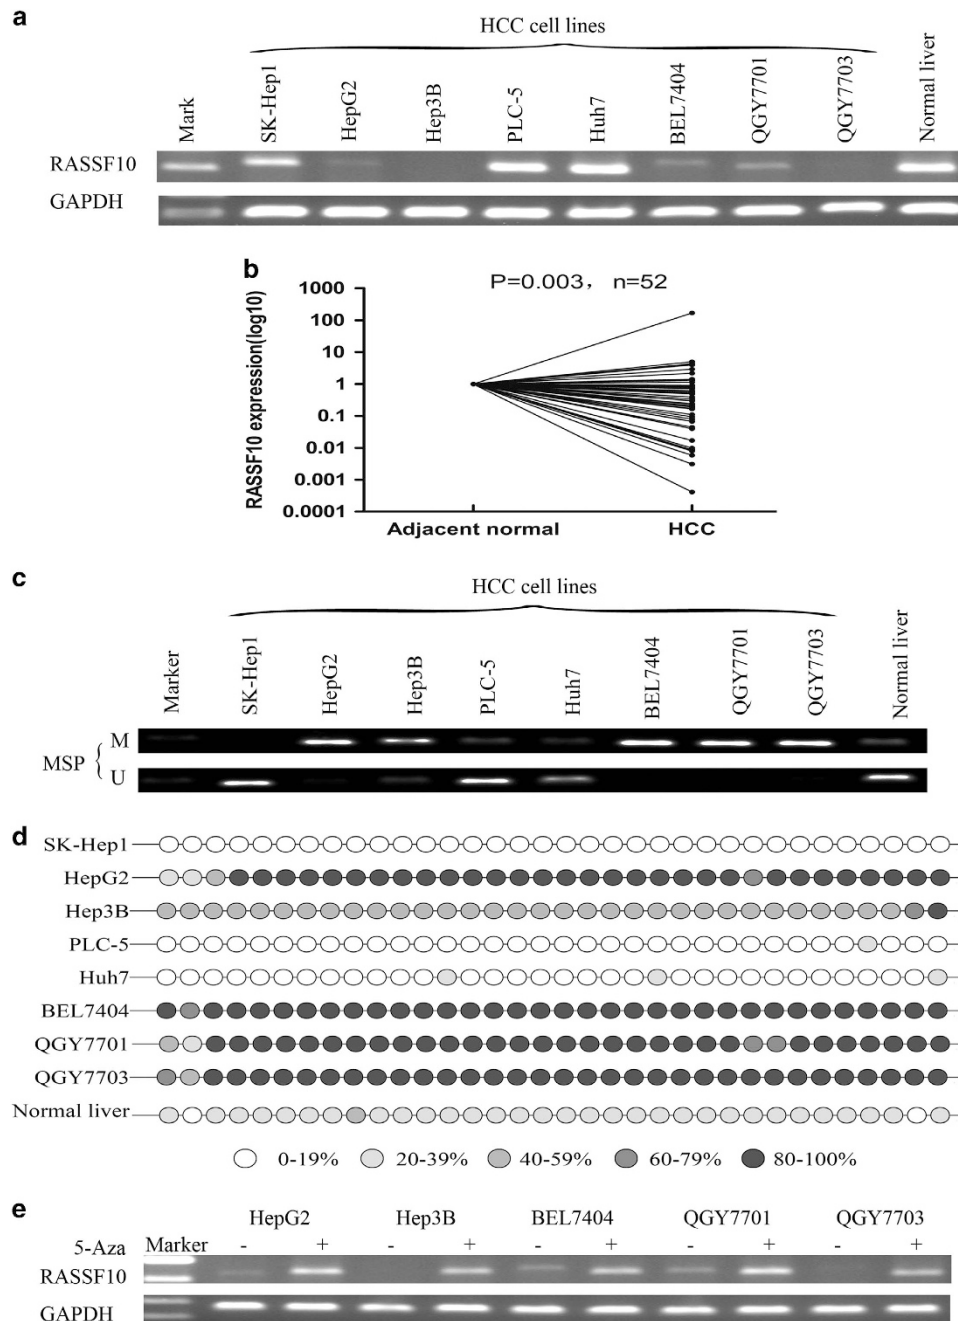 a
HCC cell lines
Mark SK-Hep1 HepG2 Hep3B PLC-5 Huh7 BEL7404 QGY7701 QGY7703 Normal liver
RASSF10
GAPDH
b
P=0.003, n=52
RASSF10 expression(log10)
1000
100
10
1
0.1
0.01
0.001
0.0001
Adjacent normal HCC
c
HCC cell lines
Marker SK-Hep1 HepG2 Hep3B PLC-5 Huh7 BEL7404 QGY7701 QGY7703 Normal liver
MSP { M
U
d
SK-Hep1
HepG2
Hep3B
PLC-5
Huh7
BEL7404
QGY7701
QGY7703
Normal liver
0-19% 20-39% 40-59% 60-79% 80-100%
e
HepG2 Hep3B BEL7404 QGY7701 QGY7703
5-Aza Marker - + - + - + - + - +
RASSF10
GAPDH